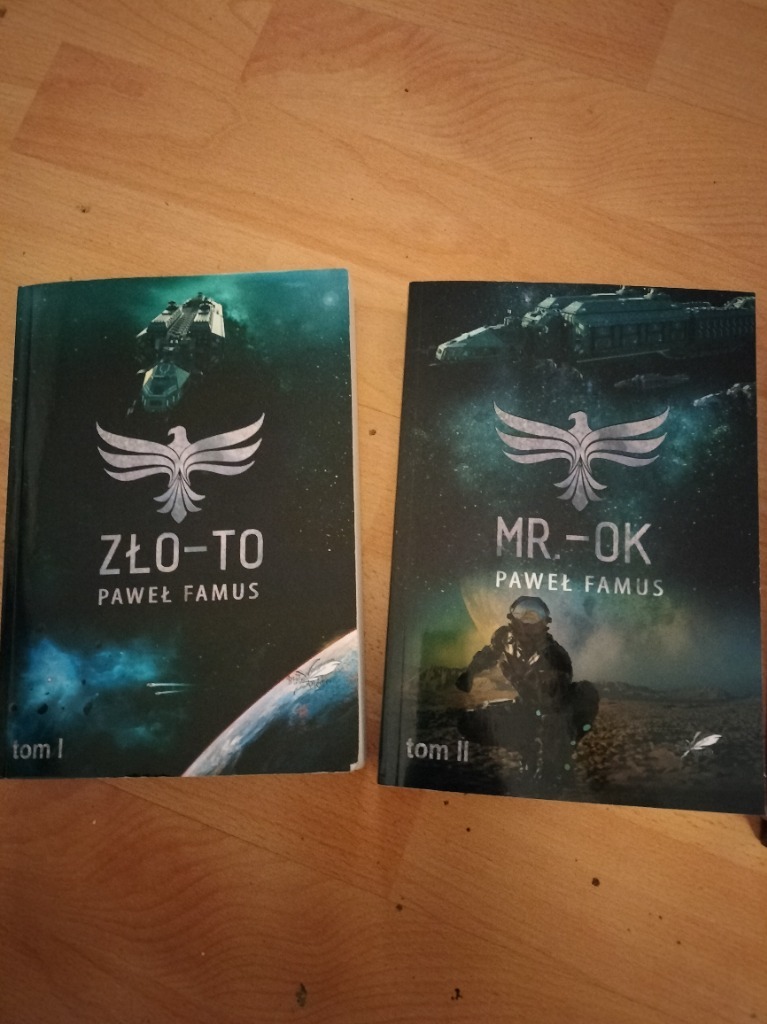 ZŁO-TO
PAWEŁ FAMUS
tom I
MR.-OK
PAWEŁ FAMUS
tom II